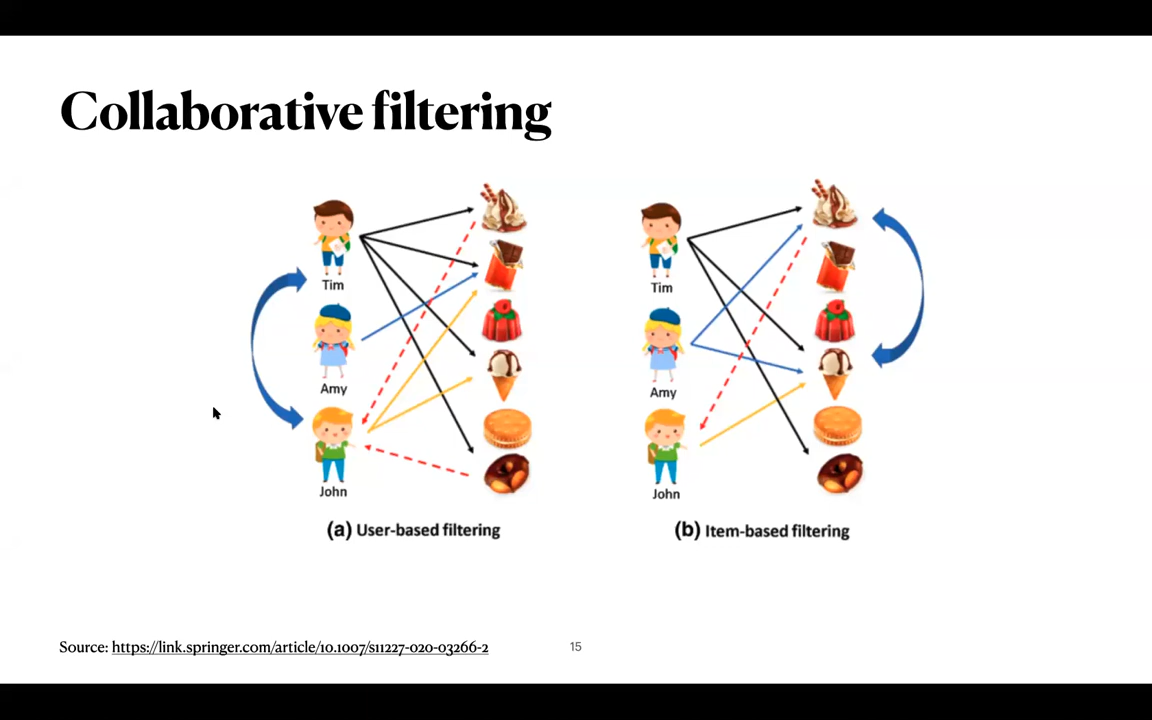 Collaborative filtering
Tim
Amy
John
(a) User-based filtering
Tim
Amy
John
(b) Item-based filtering
Source: https://link.springer.com/article/10.1007/s11227-020-03266-2
15